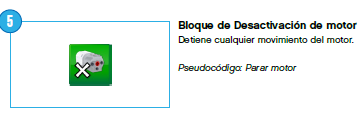 5
Bloque de Desactivación de motor
Detiene cualquier movimiento del motor.
Pseudocódigo: Parar motor